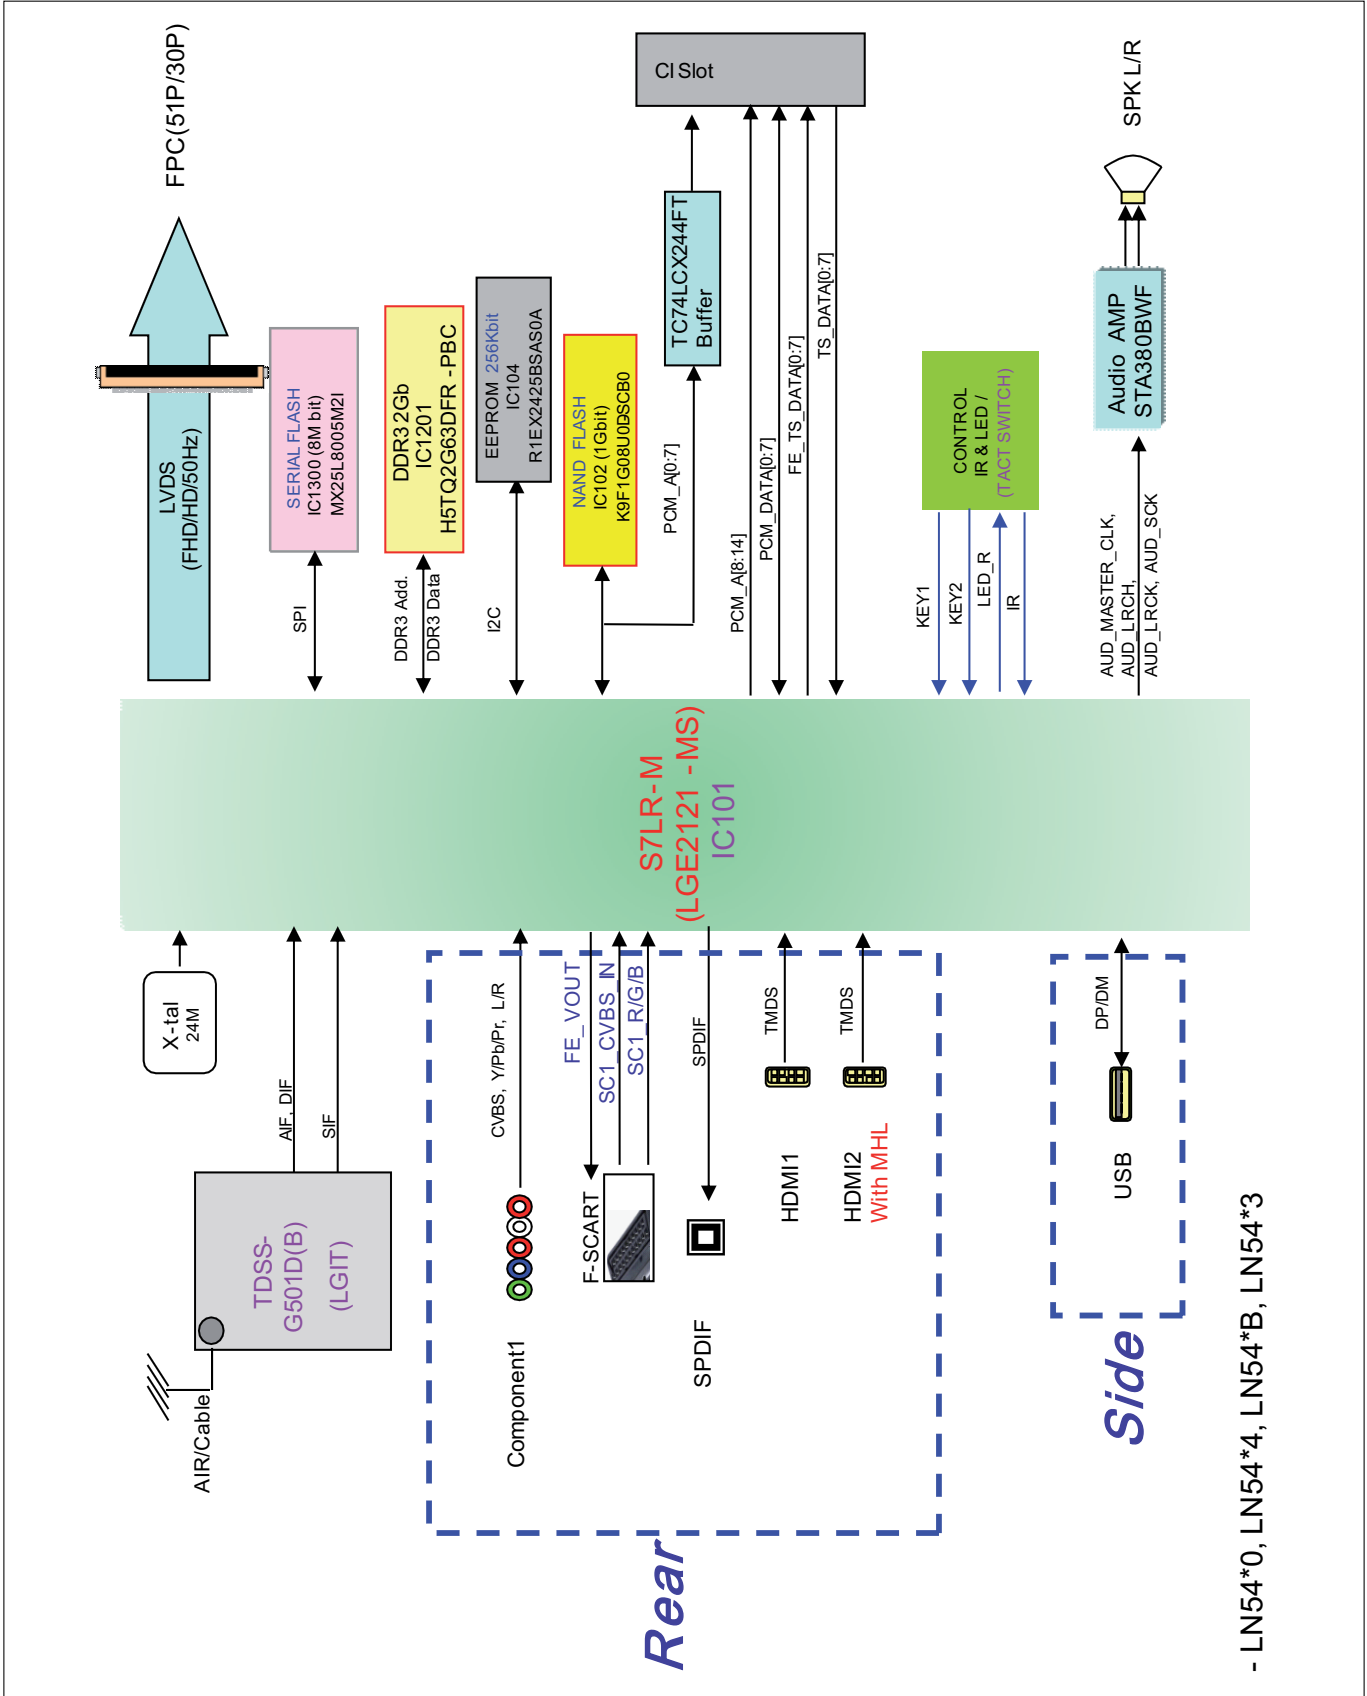 AIR/Cable
TDSS-
G501D(B)
(LGIT)
AIF, DIF
SIF
X-tal
24M
Rear
Component1
CVBS, Y/Pb/Pr, L/R
F-SCART
FE_VOUT
SC1_CVBS_IN
SC1_R/G/B
SPDIF
SPDIF
HDMI1
TMDS
HDMI2
With MHL
TMDS
Side
USB
DP/DM
S7LR-M
(LGE2121 -MS)
IC101
LVDS
(FHD/HD/50Hz)
FPC(51P/30P)
SPI
SERIAL FLASH
IC1300 (8M bit)
MX25L8005M2I
DDR3 Add.
DDR3 Data
DDR3 2Gb
IC1201
H5TQ2G63DFR -PBC
I2C
EEPROM 256Kbit
IC104
R1EX2425BSAS0A
NAND FLASH
IC102 (1Gbit)
K9F1G08U0DSCB0
PCM_A[0:7]
TC74LCX244FT
Buffer
CI Slot
PCM_A[8:14]
PCM_DATA[0:7]
FE_TS_DATA[0:7]
TS_DATA[0:7]
KEY1
KEY2
LED_R
IR
CONTROL
IR & LED /
(TACT SWITCH)
AUD_MASTER_CLK,
AUD_LRCH,
AUD_LRCK, AUD_SCK
Audio AMP
STA380BWF
SPK L/R
- LN54*0, LN54*4, LN54*B, LN54*3